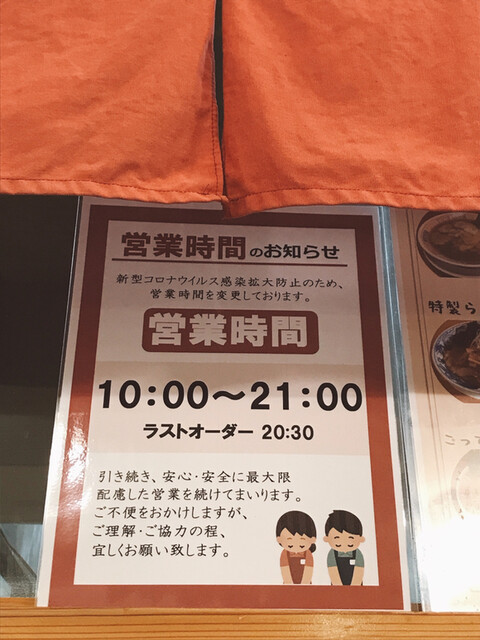 営業時間のお知らせ
新型コロナウイルス感染拡大防止のため、
営業時間を変更しております。
営業時間
10:00～21:00
ラストオーダー 20:30
引き続き、安心・安全に最大限
配慮した営業を続けてまいります。
ご不便をおかけしますが、
ご理解・ご協力の程、
宜しくお願い致します。
特製ら
こっ